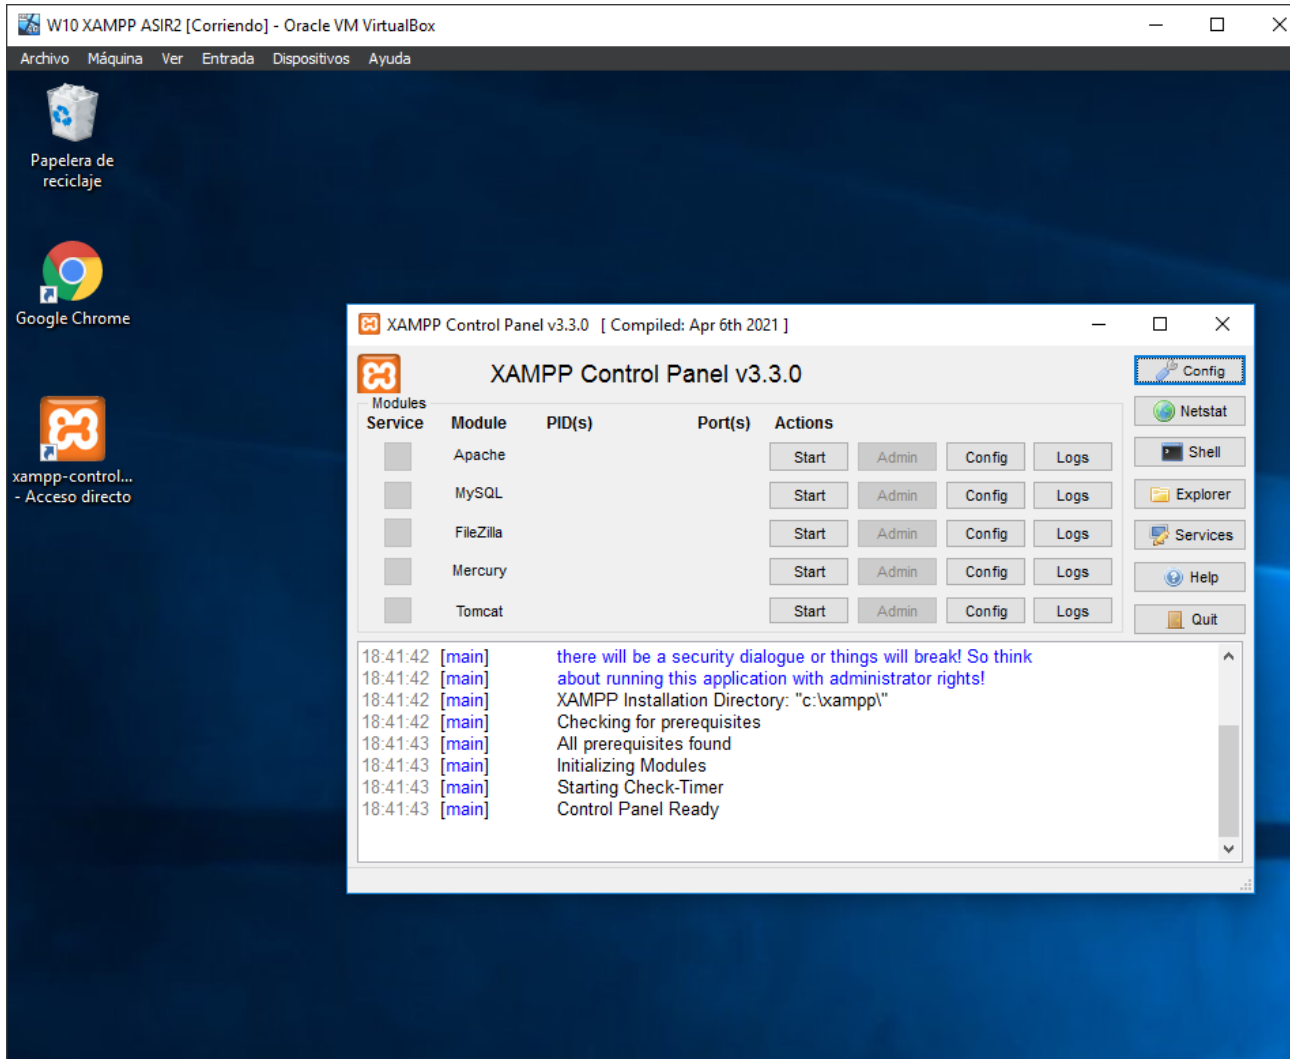 W10 XAMPP ASIR2 [Corriendo] - Oracle VM VirtualBox
Archivo Máquina Ver Entrada Dispositivos Ayuda
Papelera de
reciclaje
Google Chrome
xampp-control...
- Acceso directo
XAMPP Control Panel v3.3.0 [ Compiled: Apr 6th 2021 ]
XAMPP Control Panel v3.3.0
Modules
Service Module PID(s) Port(s) Actions
Apache Start Admin Config Logs
MySQL Start Admin Config Logs
FileZilla Start Admin Config Logs
Mercury Start Admin Config Logs
Tomcat Start Admin Config Logs
Config
Netstat
Shell
Explorer
Services
Help
Quit
18:41:42 [main] there will be a security dialogue or things will break! So think
18:41:42 [main] about running this application with administrator rights!
18:41:42 [main] XAMPP Installation Directory: "c:\xampp\"
18:41:42 [main] Checking for prerequisites
18:41:43 [main] All prerequisites found
18:41:43 [main] Initializing Modules
18:41:43 [main] Starting Check-Timer
18:41:43 [main] Control Panel Ready